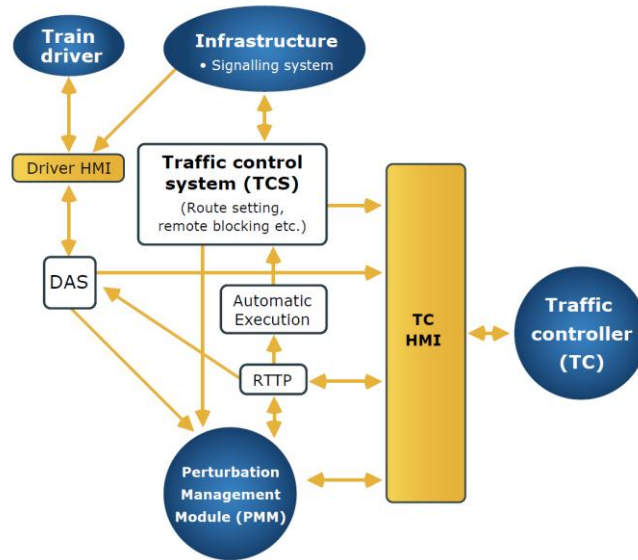 Train
driver
Infrastructure
• Signalling system
Driver HMI
Traffic control
system (TCS)
(Route setting,
remote blocking etc.)
DAS
Automatic
Execution
TC
HMI
Traffic
controller
(TC)
RTTP
Perturbation
Management
Module (PMM)